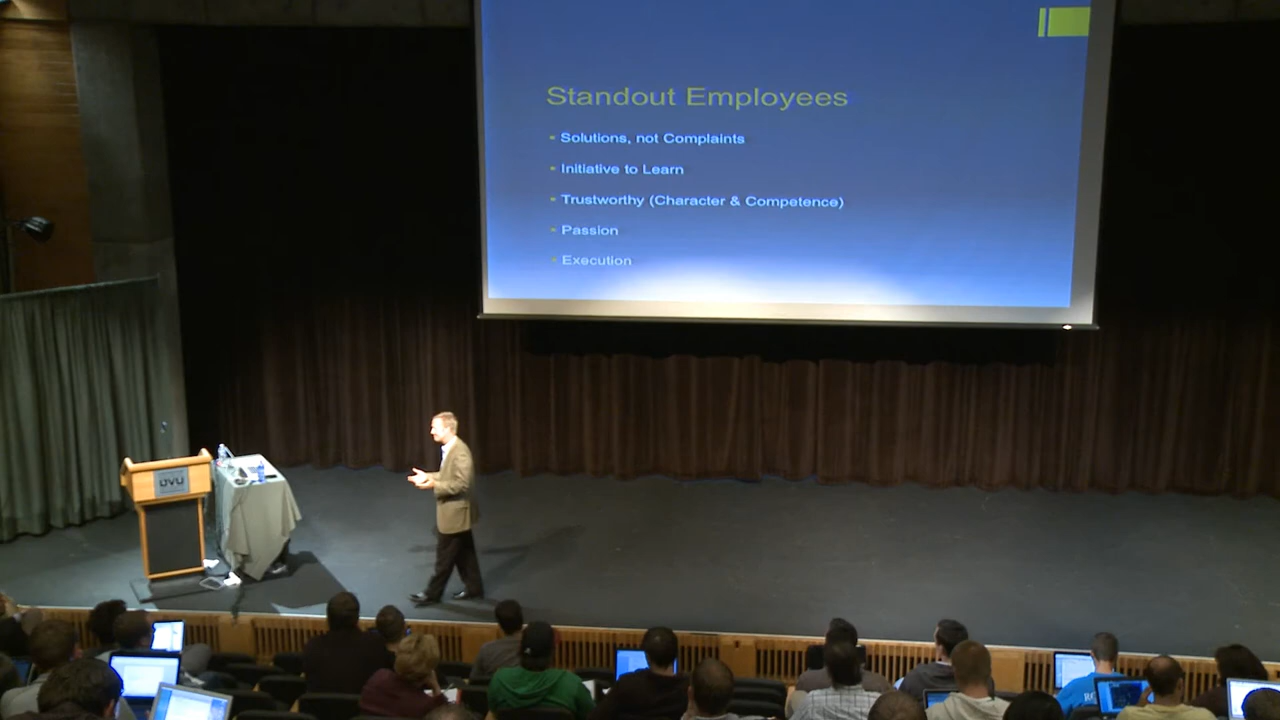 Standout Employees
Solutions, not Complaints
Initiative to Learn
Trustworthy (Character & Competence)
Passion
Execution
UVU